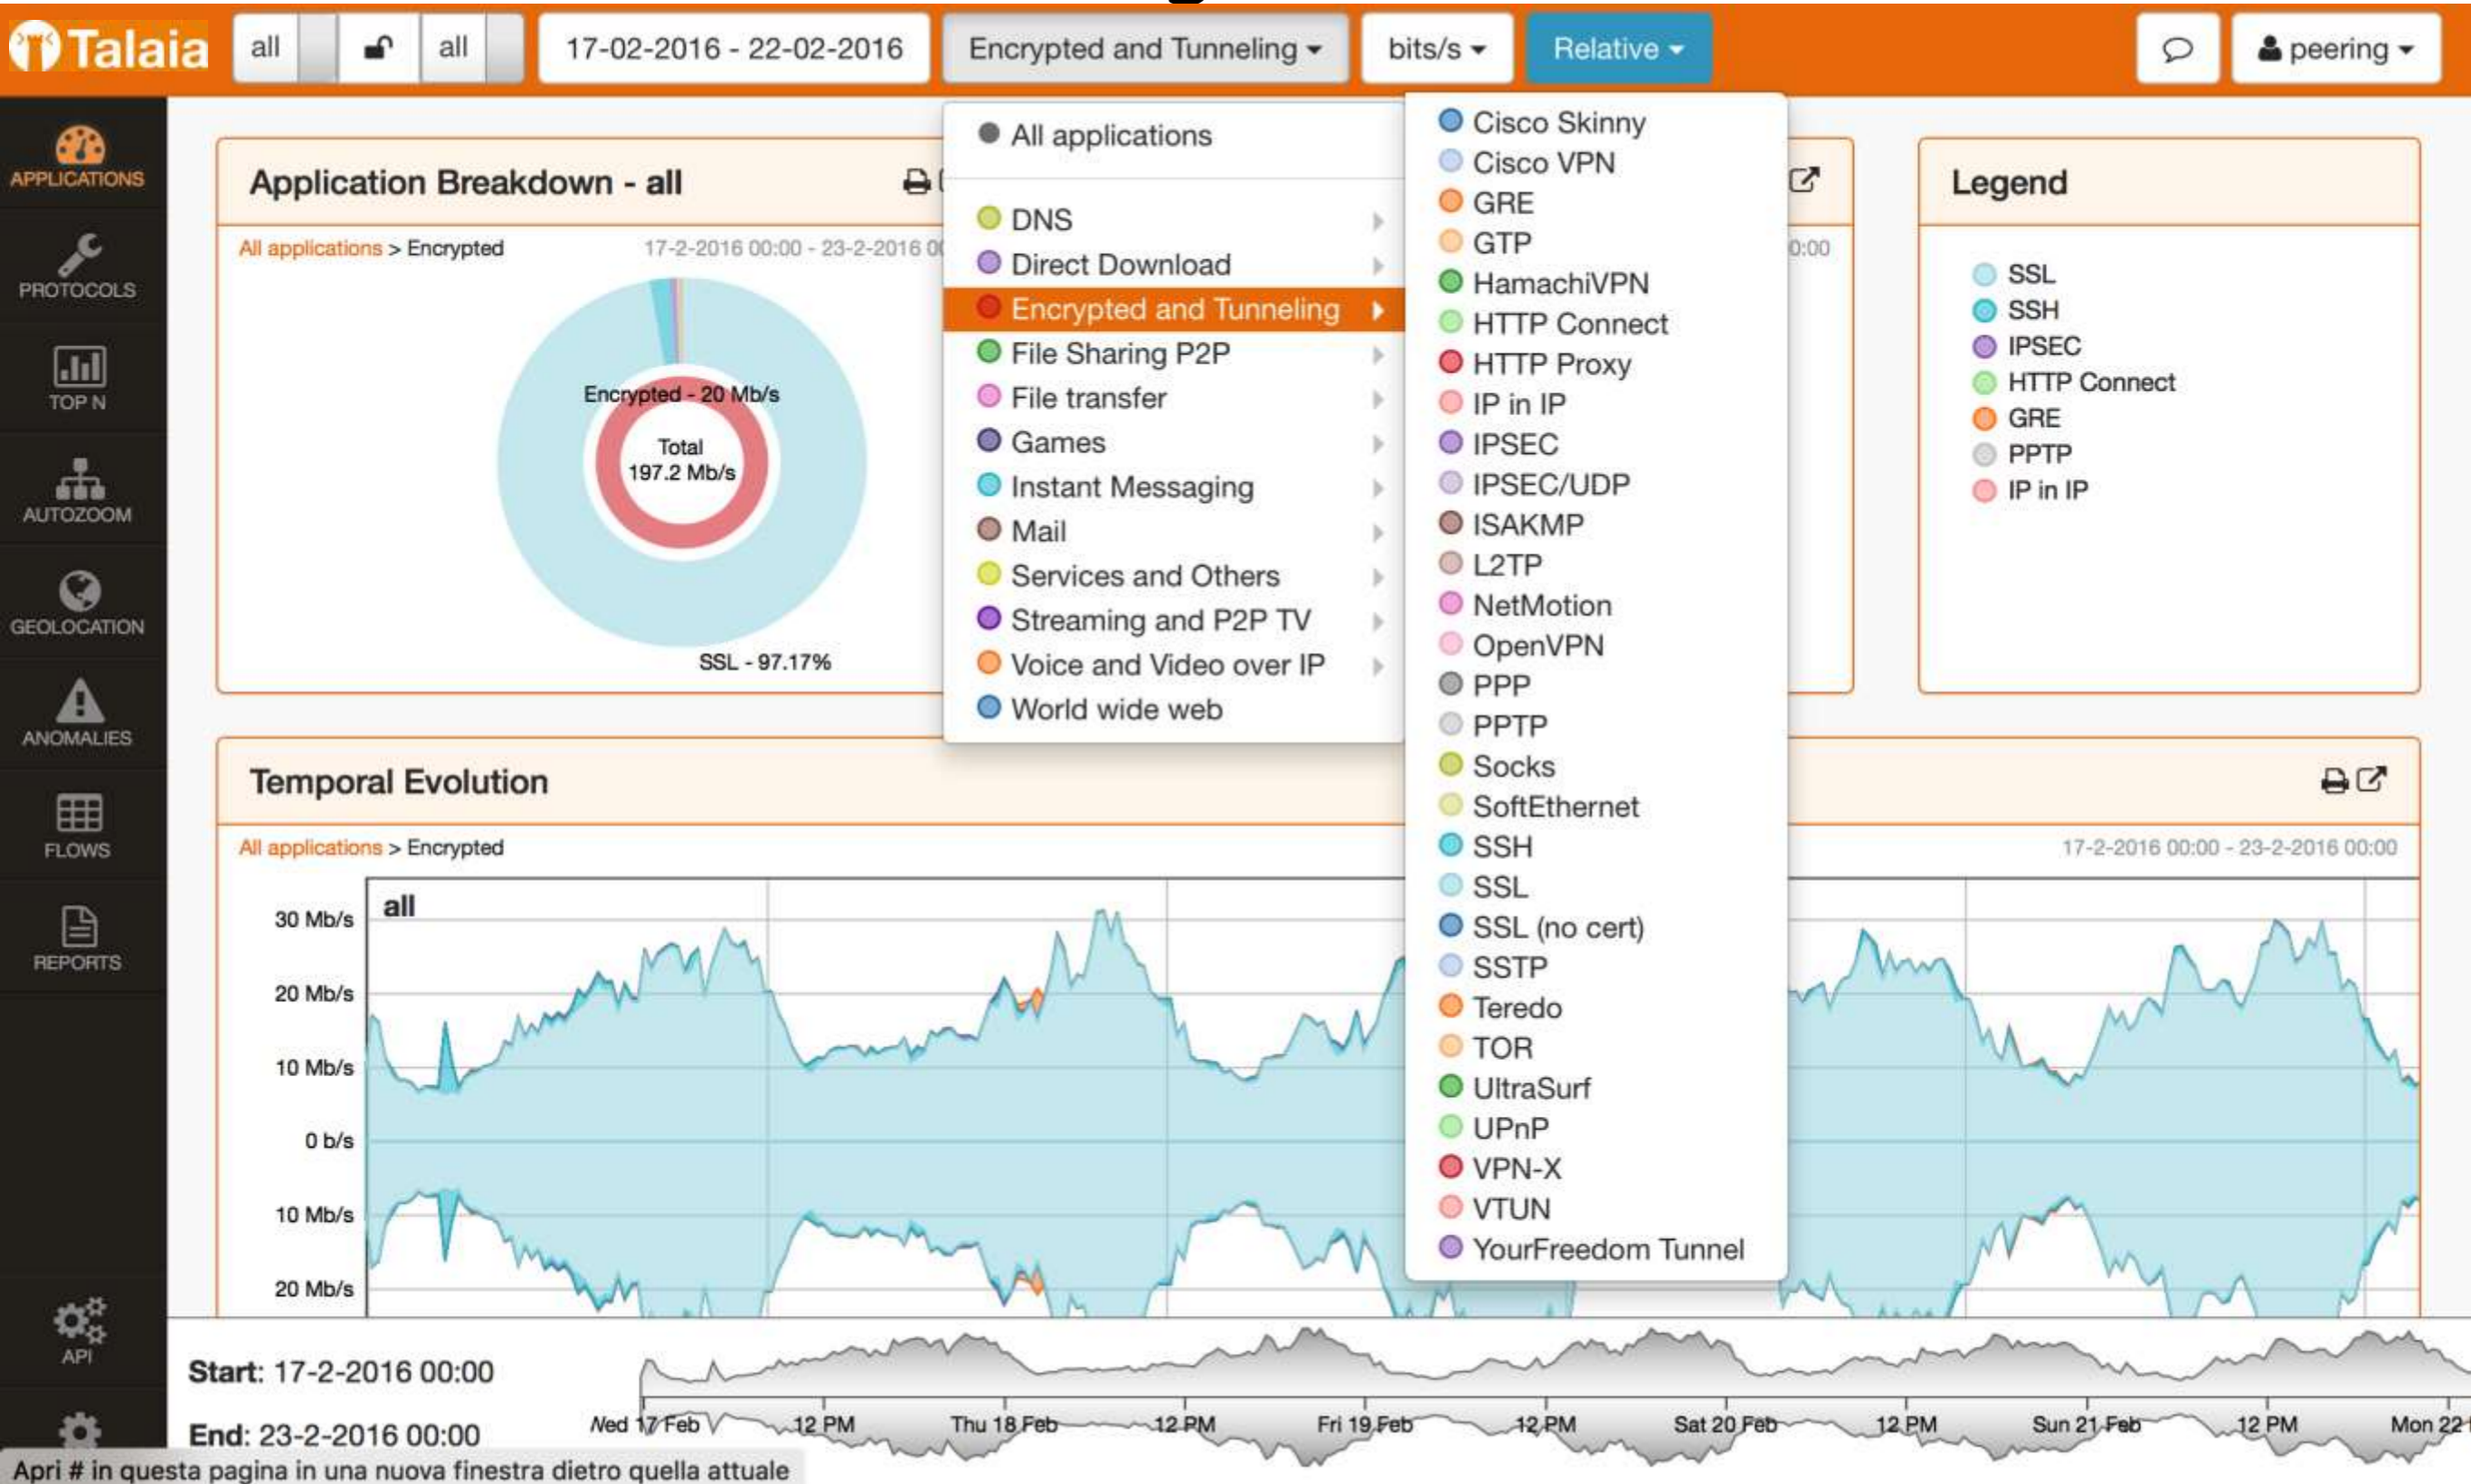 Talaia
all
all
17-02-2016 - 22-02-2016
Encrypted and Tunneling
bits/s
Relative
peering
APPLICATIONS
PROTOCOLS
TOP N
AUTOZOOM
GEOLOCATION
ANOMALIES
FLOWS
REPORTS
API
Application Breakdown - all
All applications > Encrypted
17-2-2016 00:00 - 23-2-2016
Encrypted - 20 Mb/s
Total
197.2 Mb/s
SSL - 97.17%
All applications
DNS
Direct Download
Encrypted and Tunneling
File Sharing P2P
File transfer
Games
Instant Messaging
Mail
Services and Others
Streaming and P2P TV
Voice and Video over IP
World wide web
Cisco Skinny
Cisco VPN
GRE
GTP
HamachiVPN
HTTP Connect
HTTP Proxy
IP in IP
IPSEC
IPSEC/UDP
ISAKMP
L2TP
NetMotion
OpenVPN
PPP
PPTP
Socks
SoftEthernet
SSH
SSL
SSL (no cert)
SSTP
Teredo
TOR
UltraSurf
UPnP
VPN-X
VTUN
YourFreedom Tunnel
0:00
Legend
SSL
SSH
IPSEC
HTTP Connect
GRE
PPTP
IP in IP
Temporal Evolution
All applications > Encrypted
17-2-2016 00:00 - 23-2-2016 00:00
all
30 Mb/s
20 Mb/s
10 Mb/s
0 b/s
10 Mb/s
20 Mb/s
Start: 17-2-2016 00:00
End: 23-2-2016 00:00
Wed 17 Feb
12 PM
Thu 18 Feb
12 PM
Fri 19 Feb
12 PM
Sat 20 Feb
12 PM
Sun 21 Feb
12 PM
Mon 22
Apri # in questa pagina in una nuova finestra dietro quella attuale